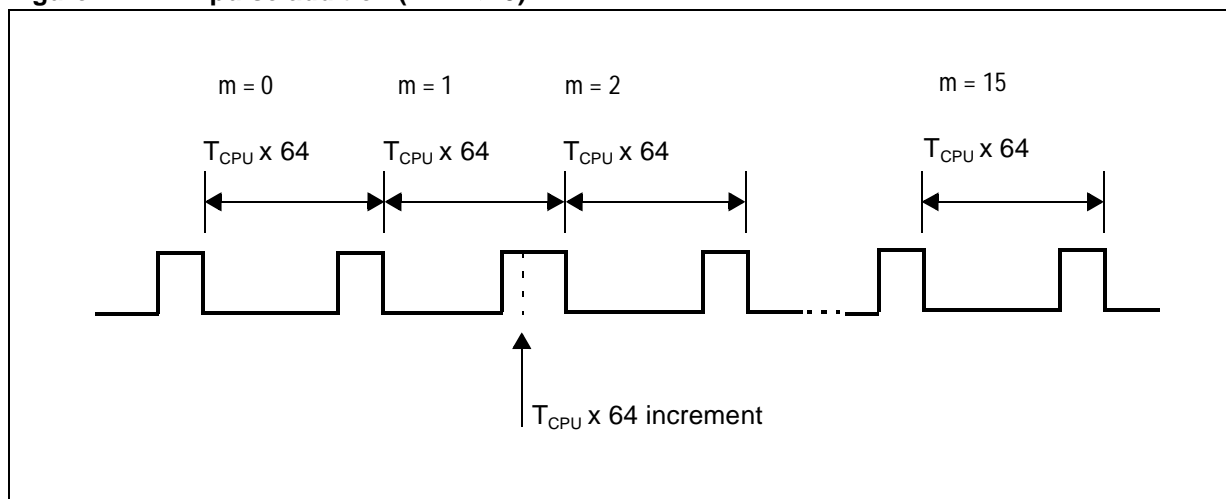 m = 0 m = 1 m = 2 m = 15
T_CPU x 64 T_CPU x 64 T_CPU x 64 T_CPU x 64
T_CPU x 64 increment